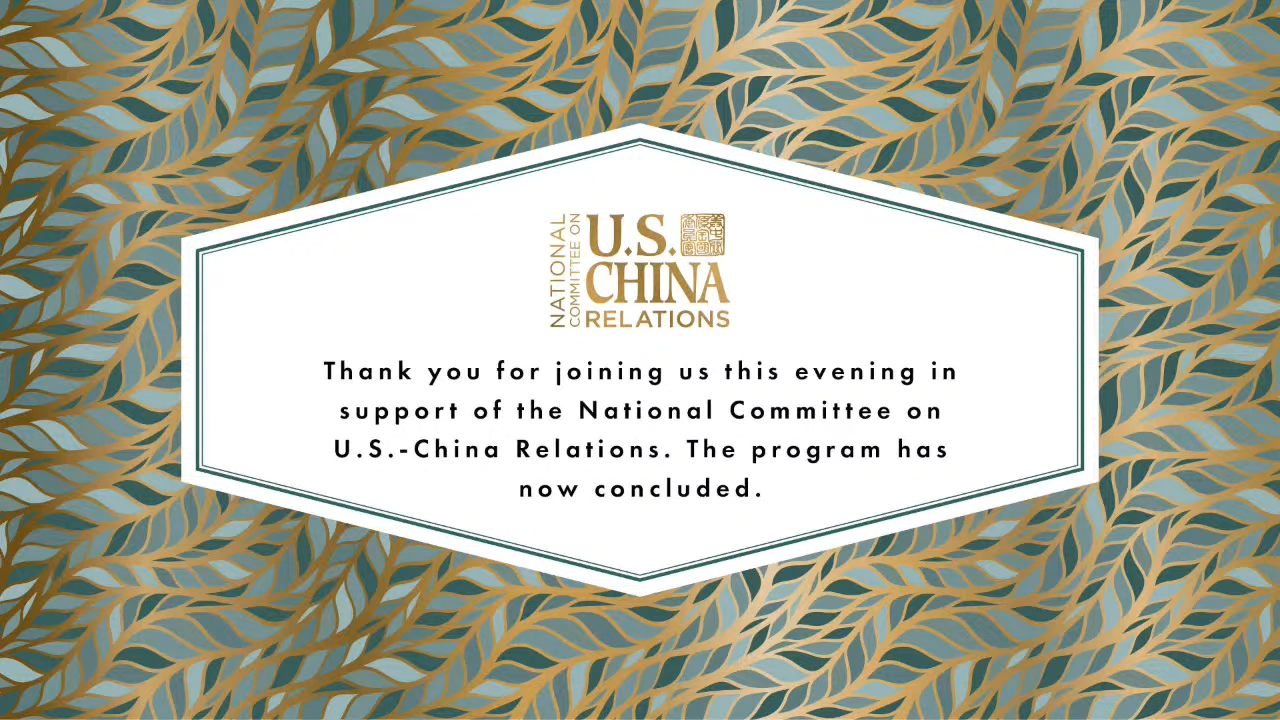 NATIONAL
COMMITTEE ON
U.S.
CHINA
RELATIONS
Thank you for joining us this evening in
support of the National Committee on
U.S.-China Relations. The program has
now concluded.